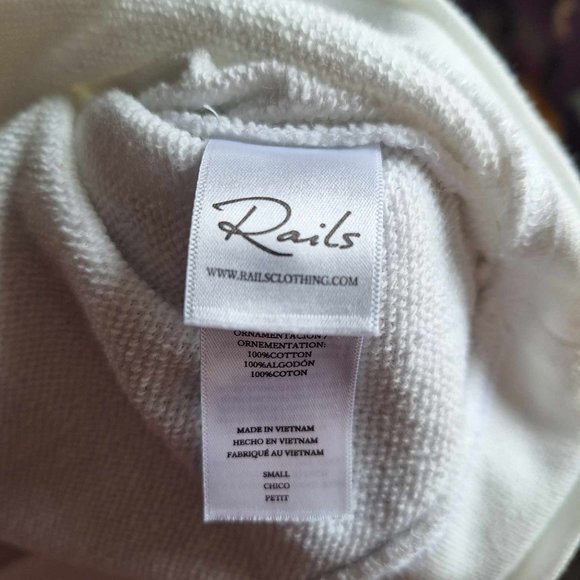 Rails
WWW.RAILSCLOTHING.COM
ORNAMENTACIÓN /
ORNEMENTATION:
100%COTTON
100%ALGODÓN
100%COTON
MADE IN VIETNAM
HECHO EN VIETNAM
FABRIQUÉ AU VIETNAM
SMALL
CHICO
PETIT